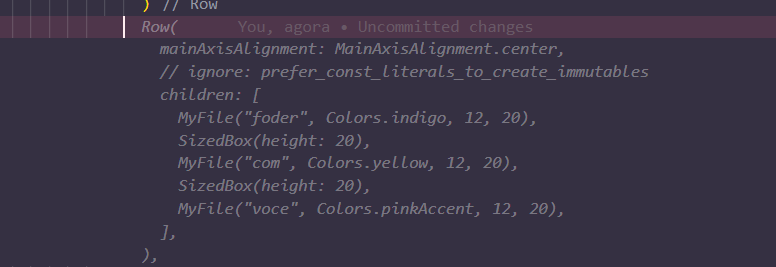 ) // Row
Row( You, agora • Uncommitted changes
mainAxisAlignment: MainAxisAlignment.center,
// ignore: prefer_const_literals_to_create_immutables
children: [
MyFile("foder", Colors.indigo, 12, 20),
SizedBox(height: 20),
MyFile("com", Colors.yellow, 12, 20),
SizedBox(height: 20),
MyFile("voce", Colors.pinkAccent, 12, 20),
],
),